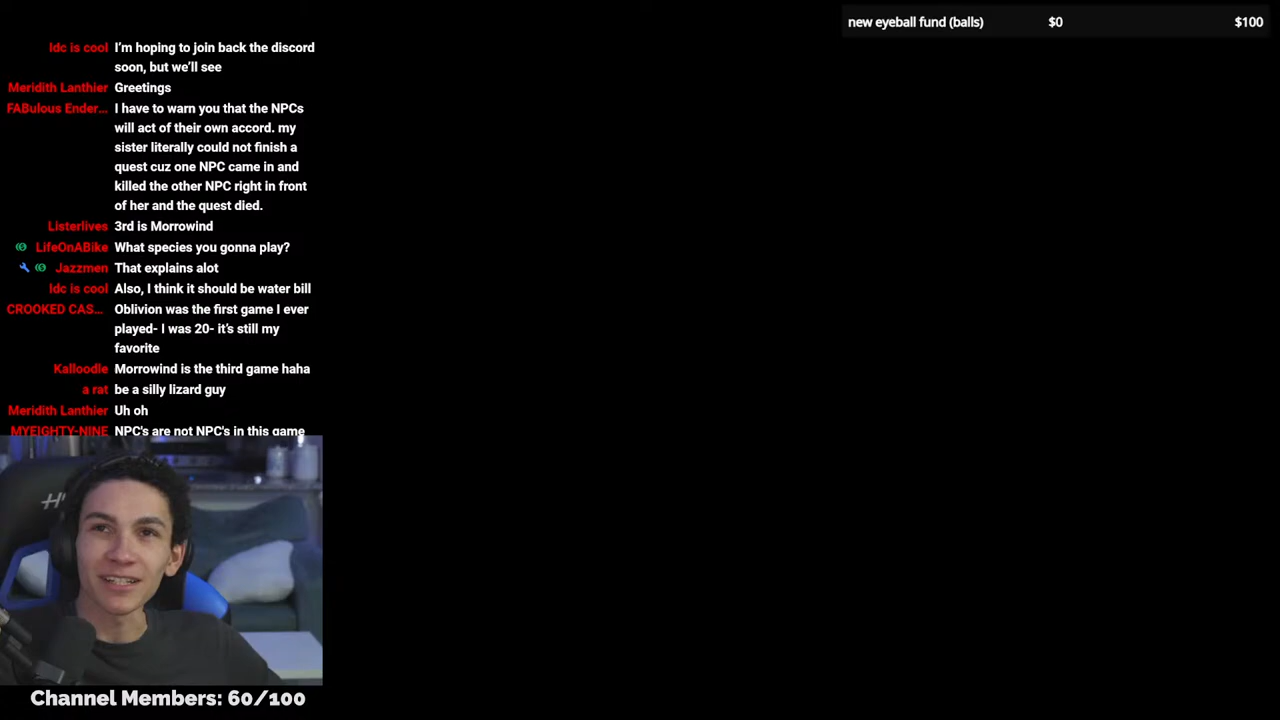 new eyeball fund (balls) $0 $100
Idc is cool I'm hoping to join back the discord
soon, but we'll see
Meridith Lanthier Greetings
FABulous Ender... I have to warn you that the NPCs
will act of their own accord. my
sister literally could not finish a
quest cuz one NPC came in and
killed the other NPC right in front
of her and the quest died.
Listerlives 3rd is Morrowind
LifeOnABike What species you gonna play?
Jazzmen That explains alot
Idc is cool Also, I think it should be water bill
CROOKED CAS... Oblivion was the first game I ever
played- I was 20- it's still my
favorite
Kalloodle Morrowind is the third game haha
a rat be a silly lizard guy
Meridith Lanthier Uh oh
MYEIGHTY-NINE NPC's are not NPC's in this game
Channel Members: 60/100